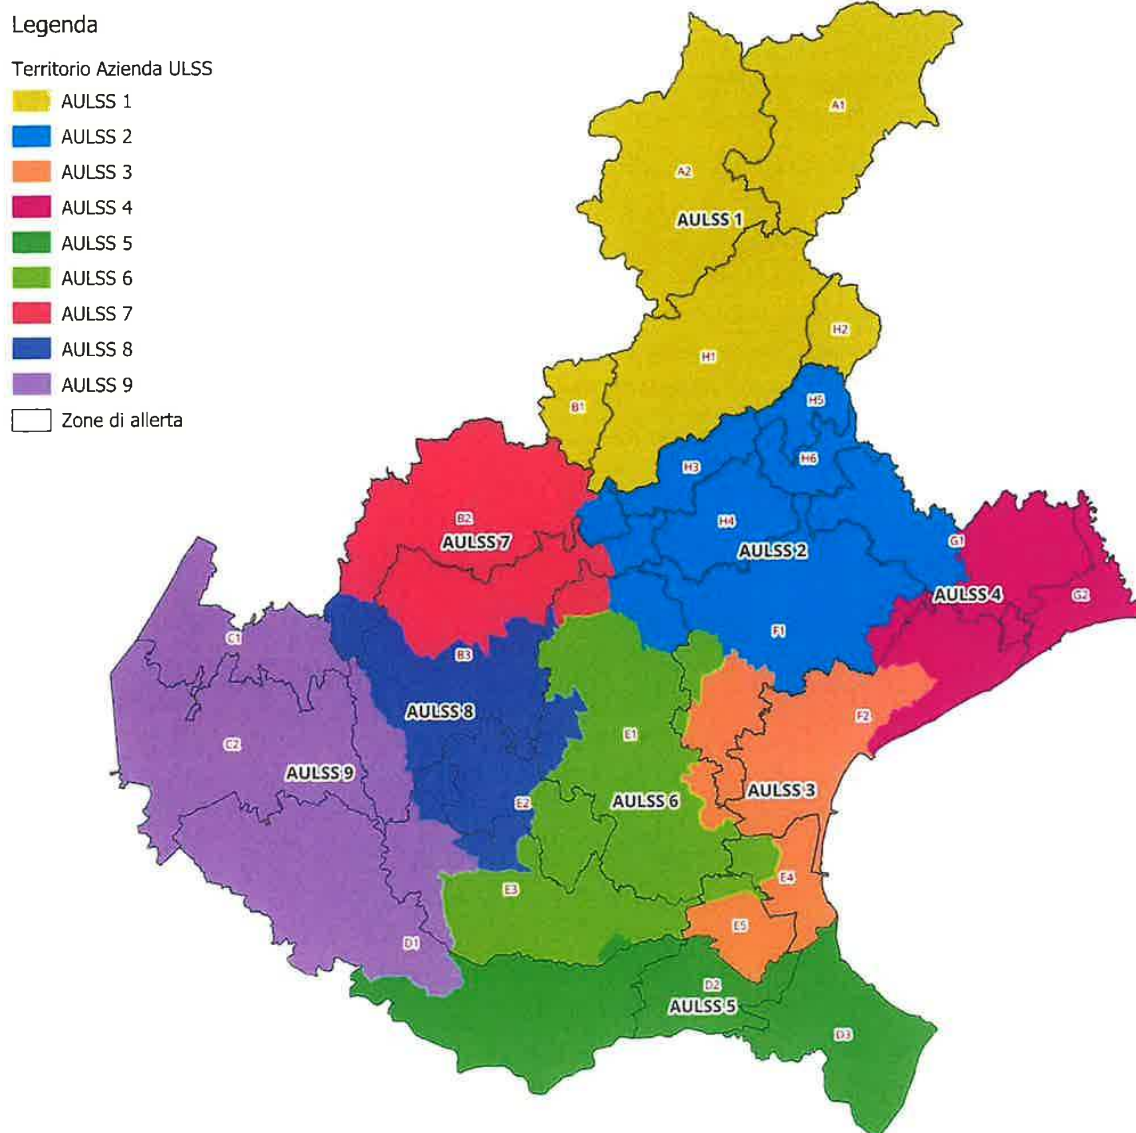 Legenda
Territorio Azienda ULSS
AULSS 1
AULSS 2
AULSS 3
AULSS 4
AULSS 5
AULSS 6
AULSS 7
AULSS 8
AULSS 9
Zone di allerta
A1
A2
AULSS 1
H2
H1
B1
H5
H6
H3
B2
H4
AULSS 7
AULSS 2
G1
AULSS 4
G2
C1
B3
F1
AULSS 8
F2
C2
E1
AULSS 9
AULSS 6
E2
AULSS 3
E3
E4
E5
D1
D2
AULSS 5
D3